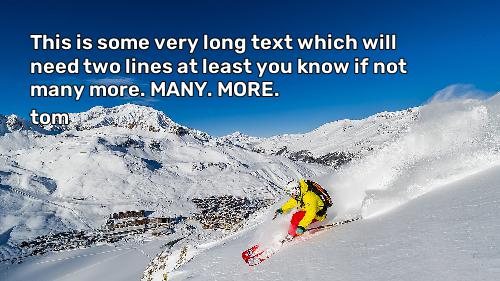 This is some very long text which will
need two lines at least you know if not
many more. MANY. MORE.
tom